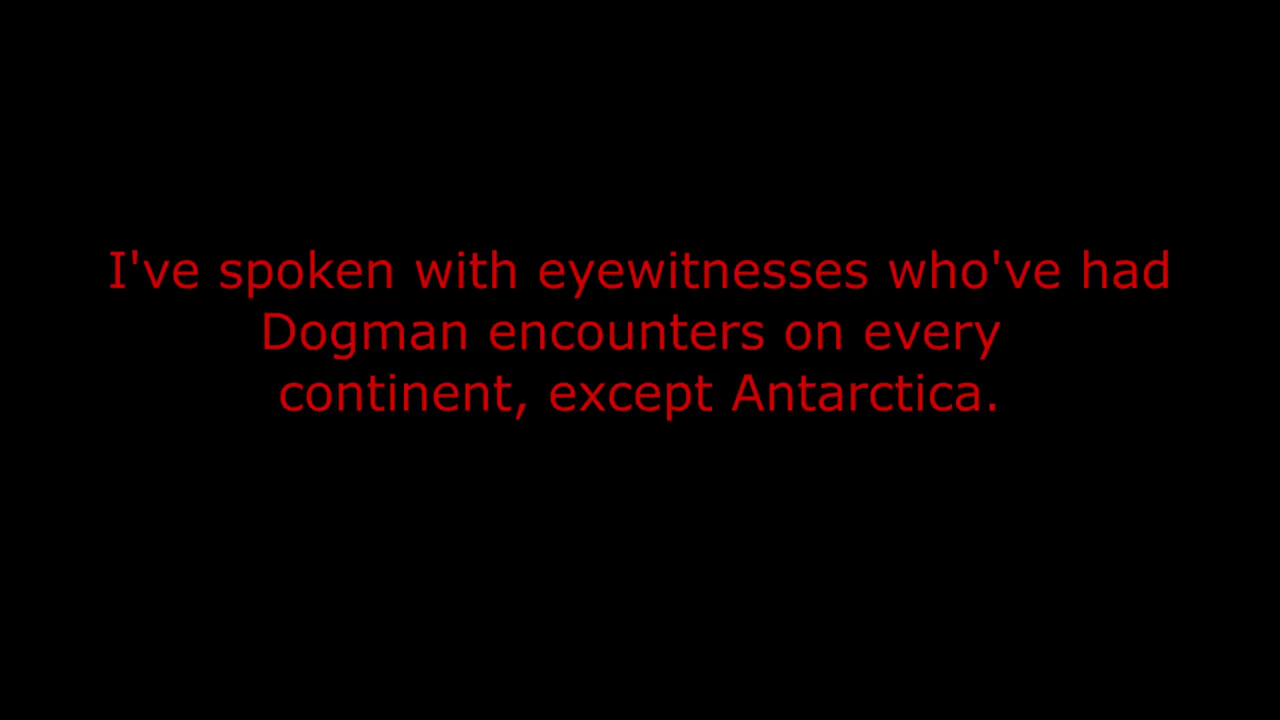 I've spoken with eyewitnesses who've had
Dogman encounters on every
continent, except Antarctica.